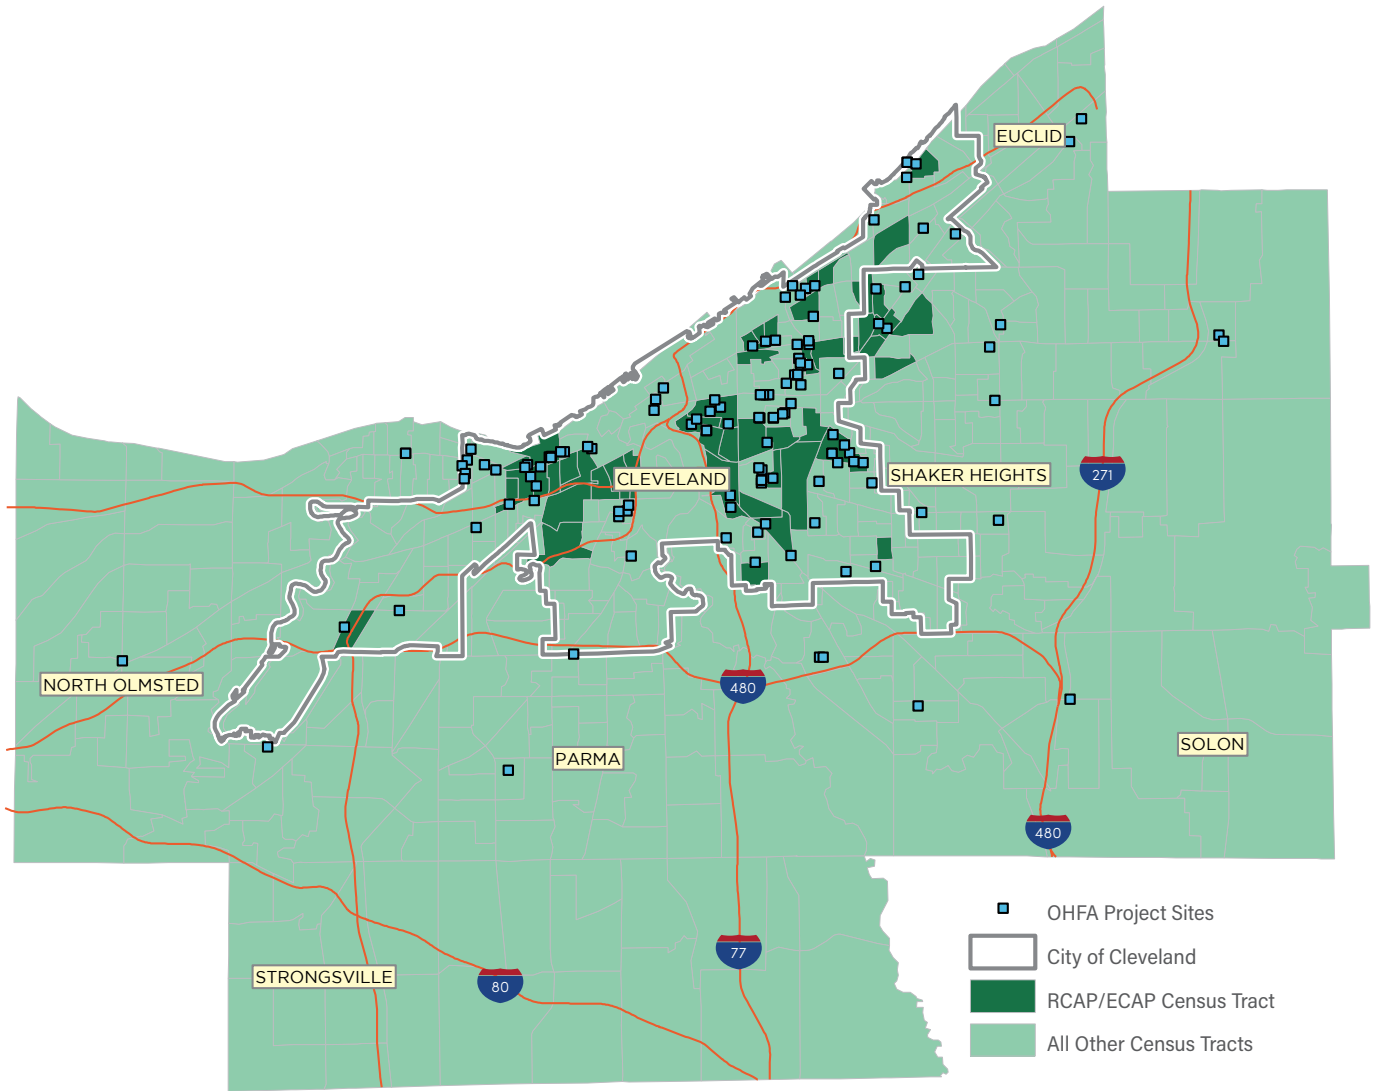 EUCLID
CLEVELAND
SHAKER HEIGHTS
271
NORTH OLMSTED
480
PARMA
SOLON
480
OHFA Project Sites
City of Cleveland
77
STRONGSVILLE
80
RCAP/ECAP Census Tract
All Other Census Tracts